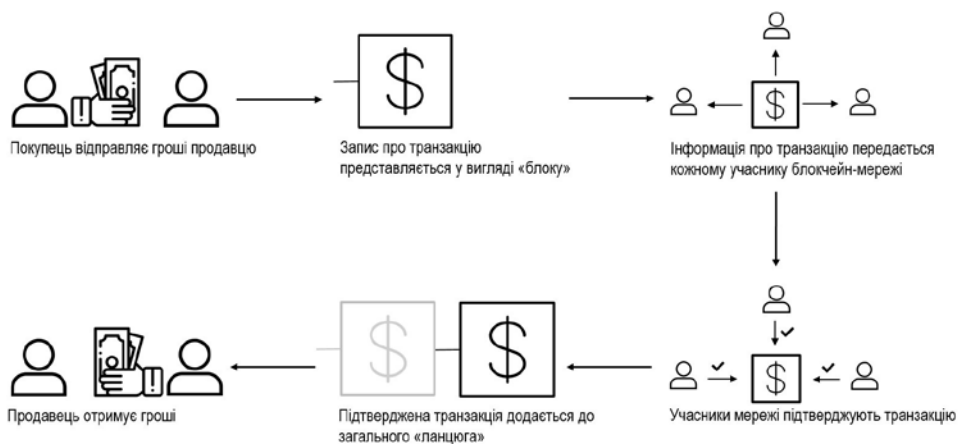 Покупець відправляє гроші продавцю
Запис про транзакцію
представляється у вигляді «блоку»
Інформація про транзакцію передається
кожному учаснику блокчейн-мережі
Продавець отримує гроші
Підтверджена транзакція додається до
загального «ланцюга»
Учасники мережі підтверджують транзакцію